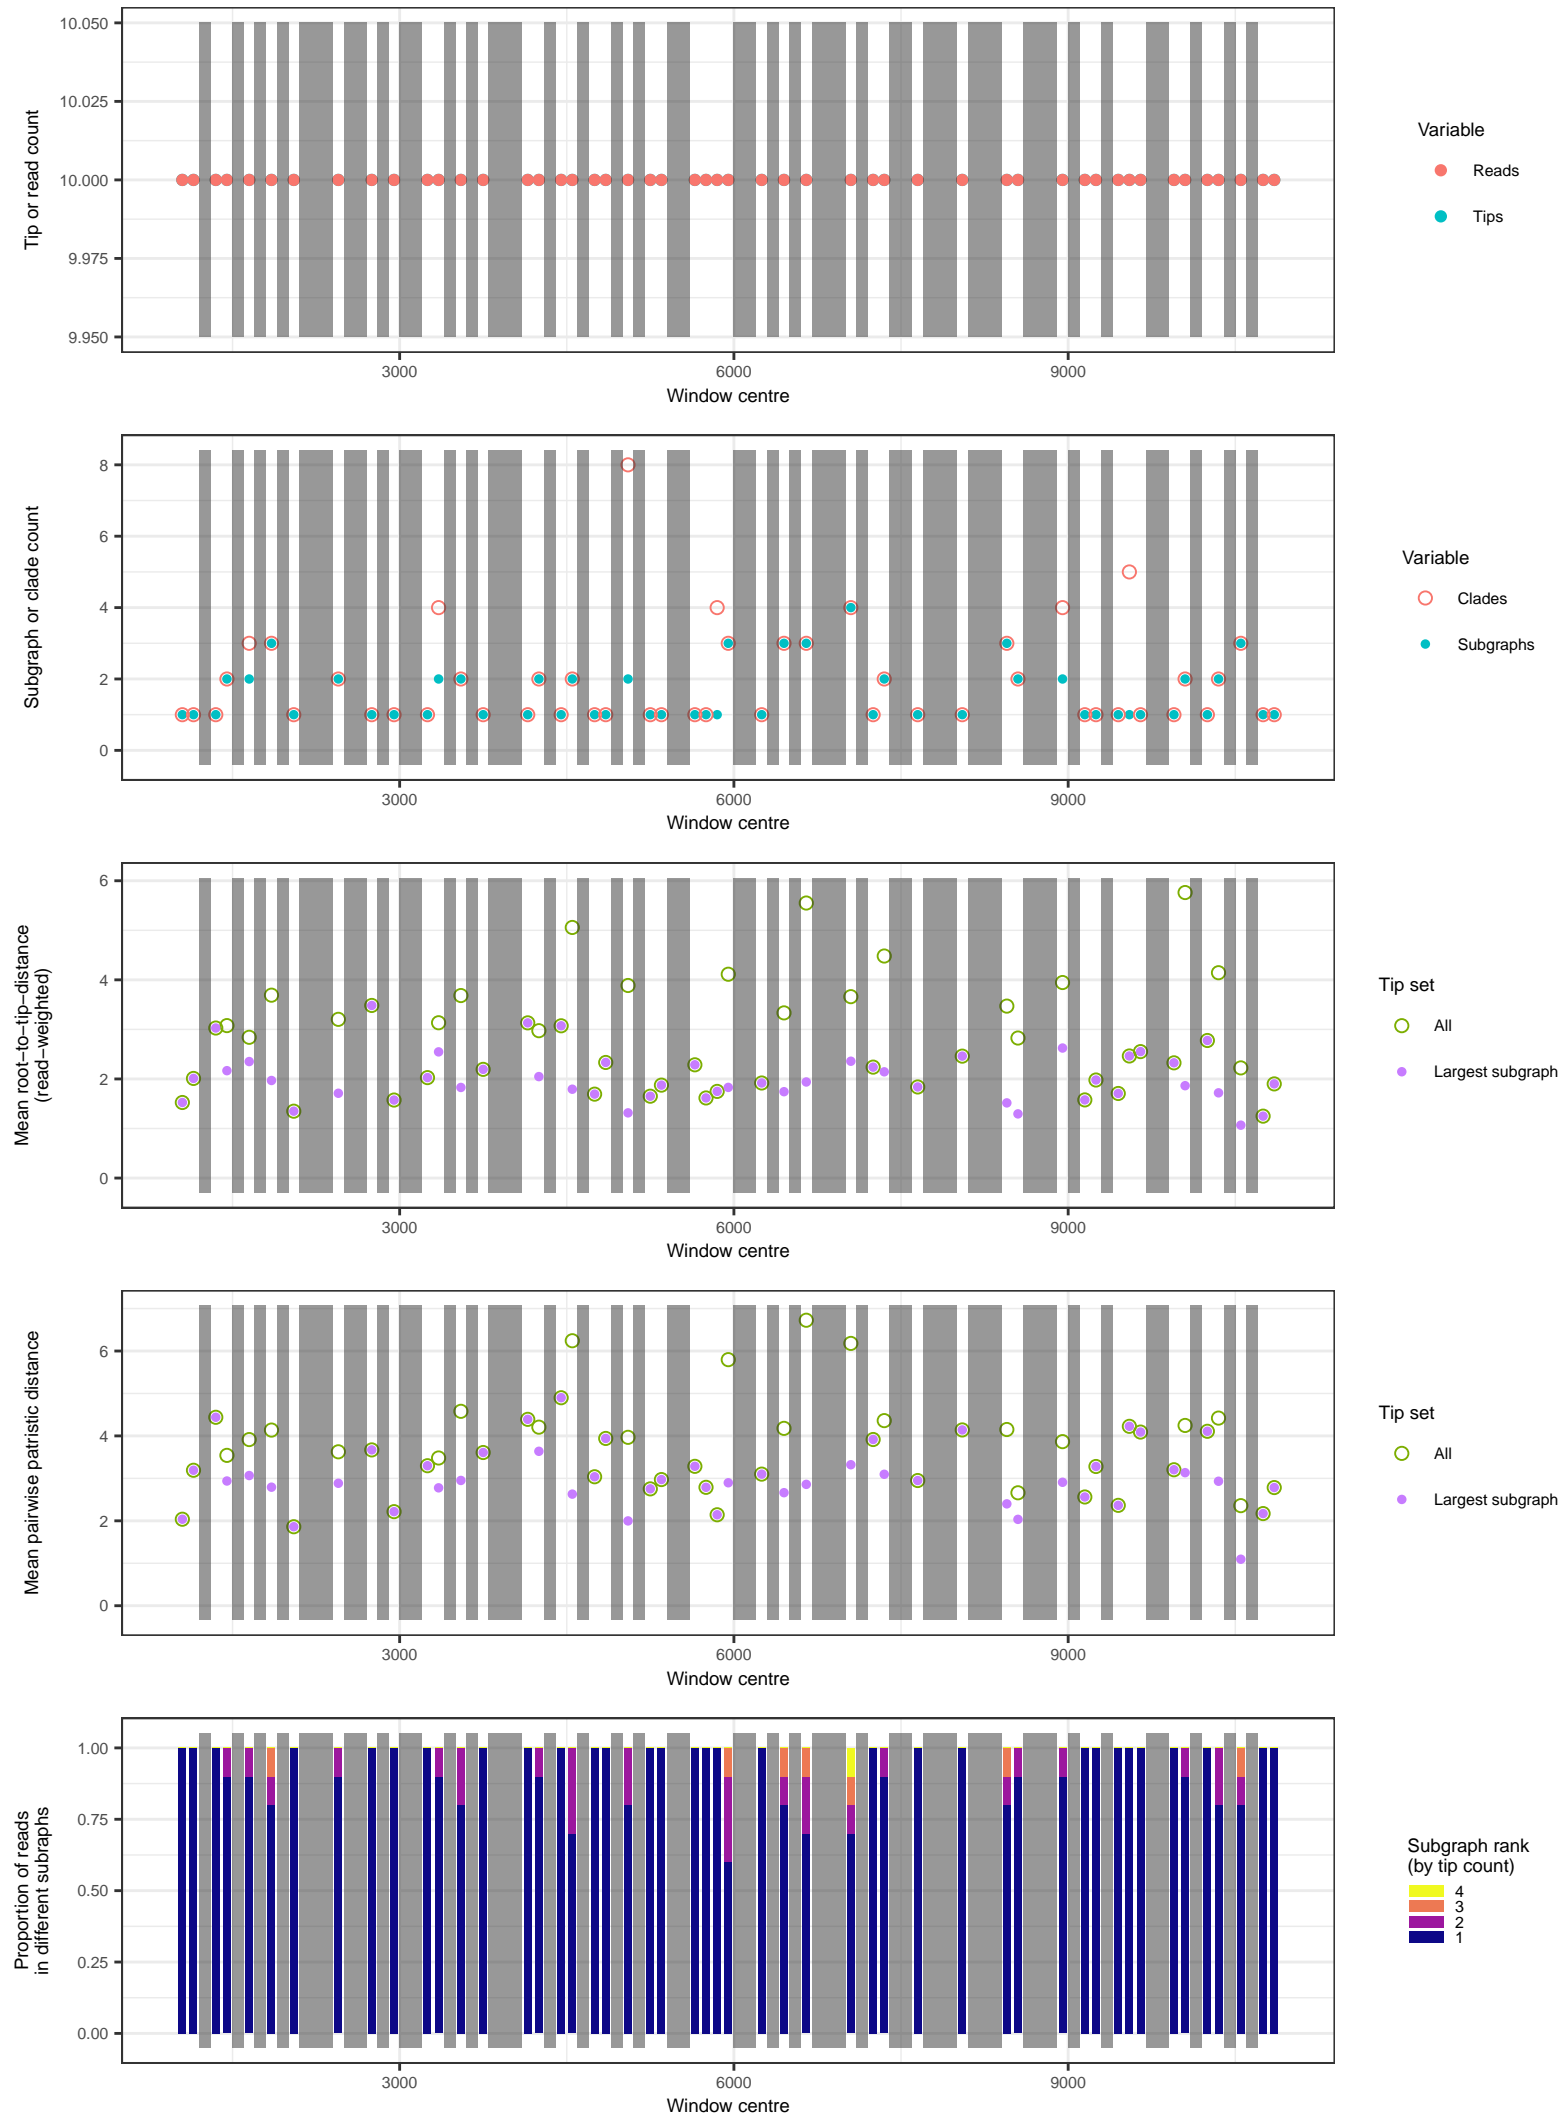 10.050
10.025
10.000
9.975
9.950
Tip or read count
3000
6000
9000
Window centre
Variable
Reads
Tips
8
6
4
2
0
Subgraph or clade count
3000
6000
9000
Window centre
Variable
Clades
Subgraphs
6
4
2
0
Mean root−to−tip−distance
(read−weighted)
3000
6000
9000
Window centre
Tip set
All
Largest subgraph
6
4
2
0
Mean pairwise patristic distance
3000
6000
9000
Window centre
Tip set
All
Largest subgraph
1.00
0.75
0.50
0.25
0.00
Proportion of reads
in different subraphs
3000
6000
9000
Window centre
Subgraph rank
(by tip count)
4
3
2
1